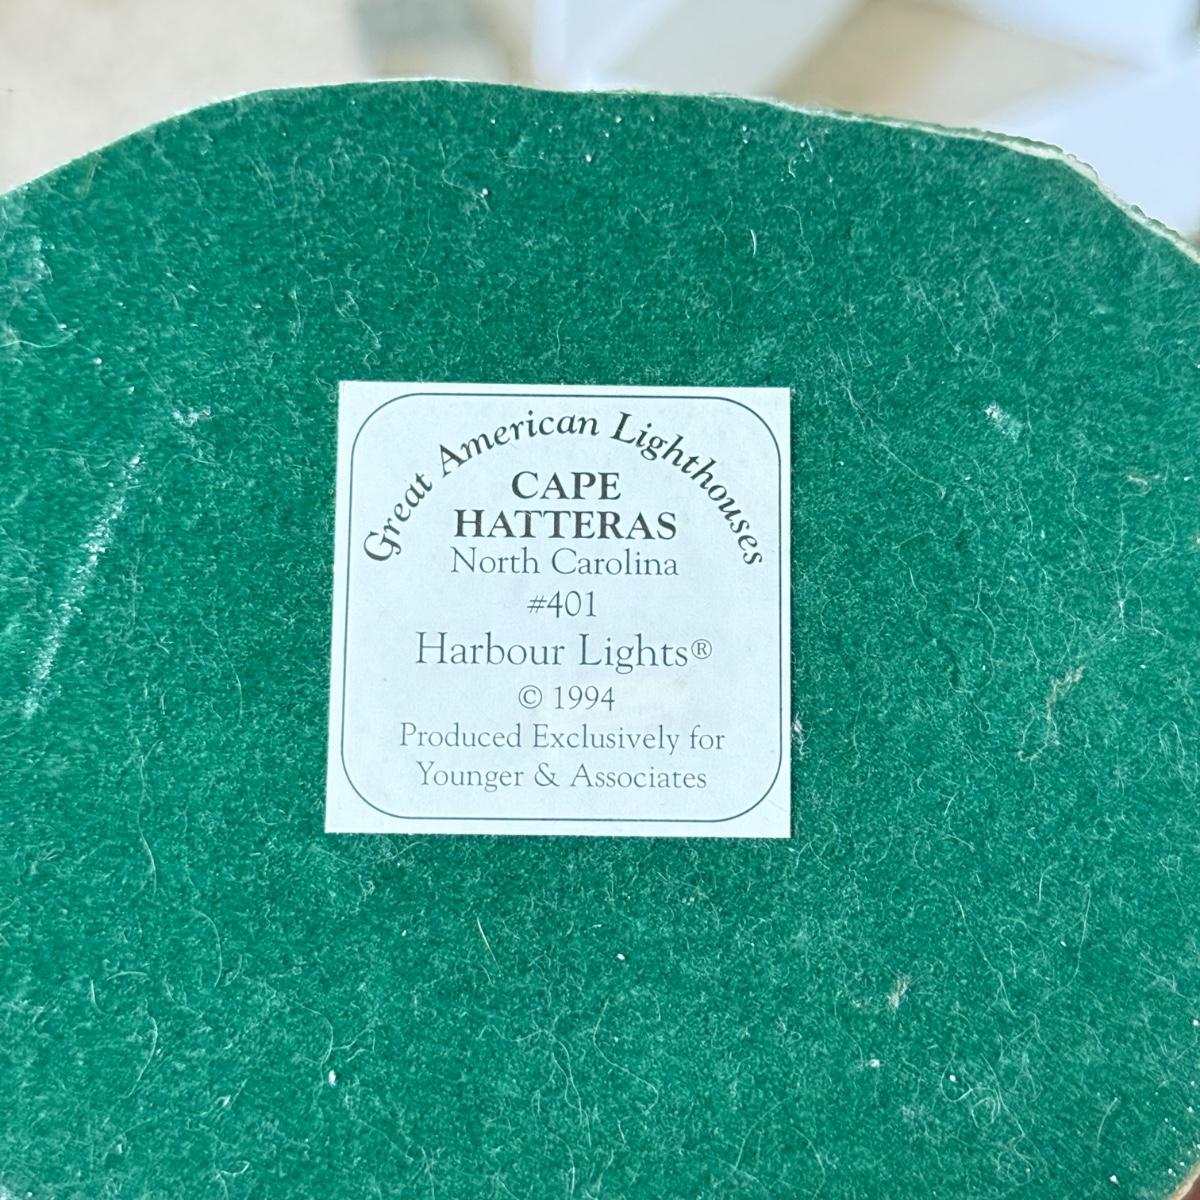 Great American Lighthouses
CAPE
HATTERAS
North Carolina
#401
Harbour Lights®
© 1994
Produced Exclusively for
Younger & Associates